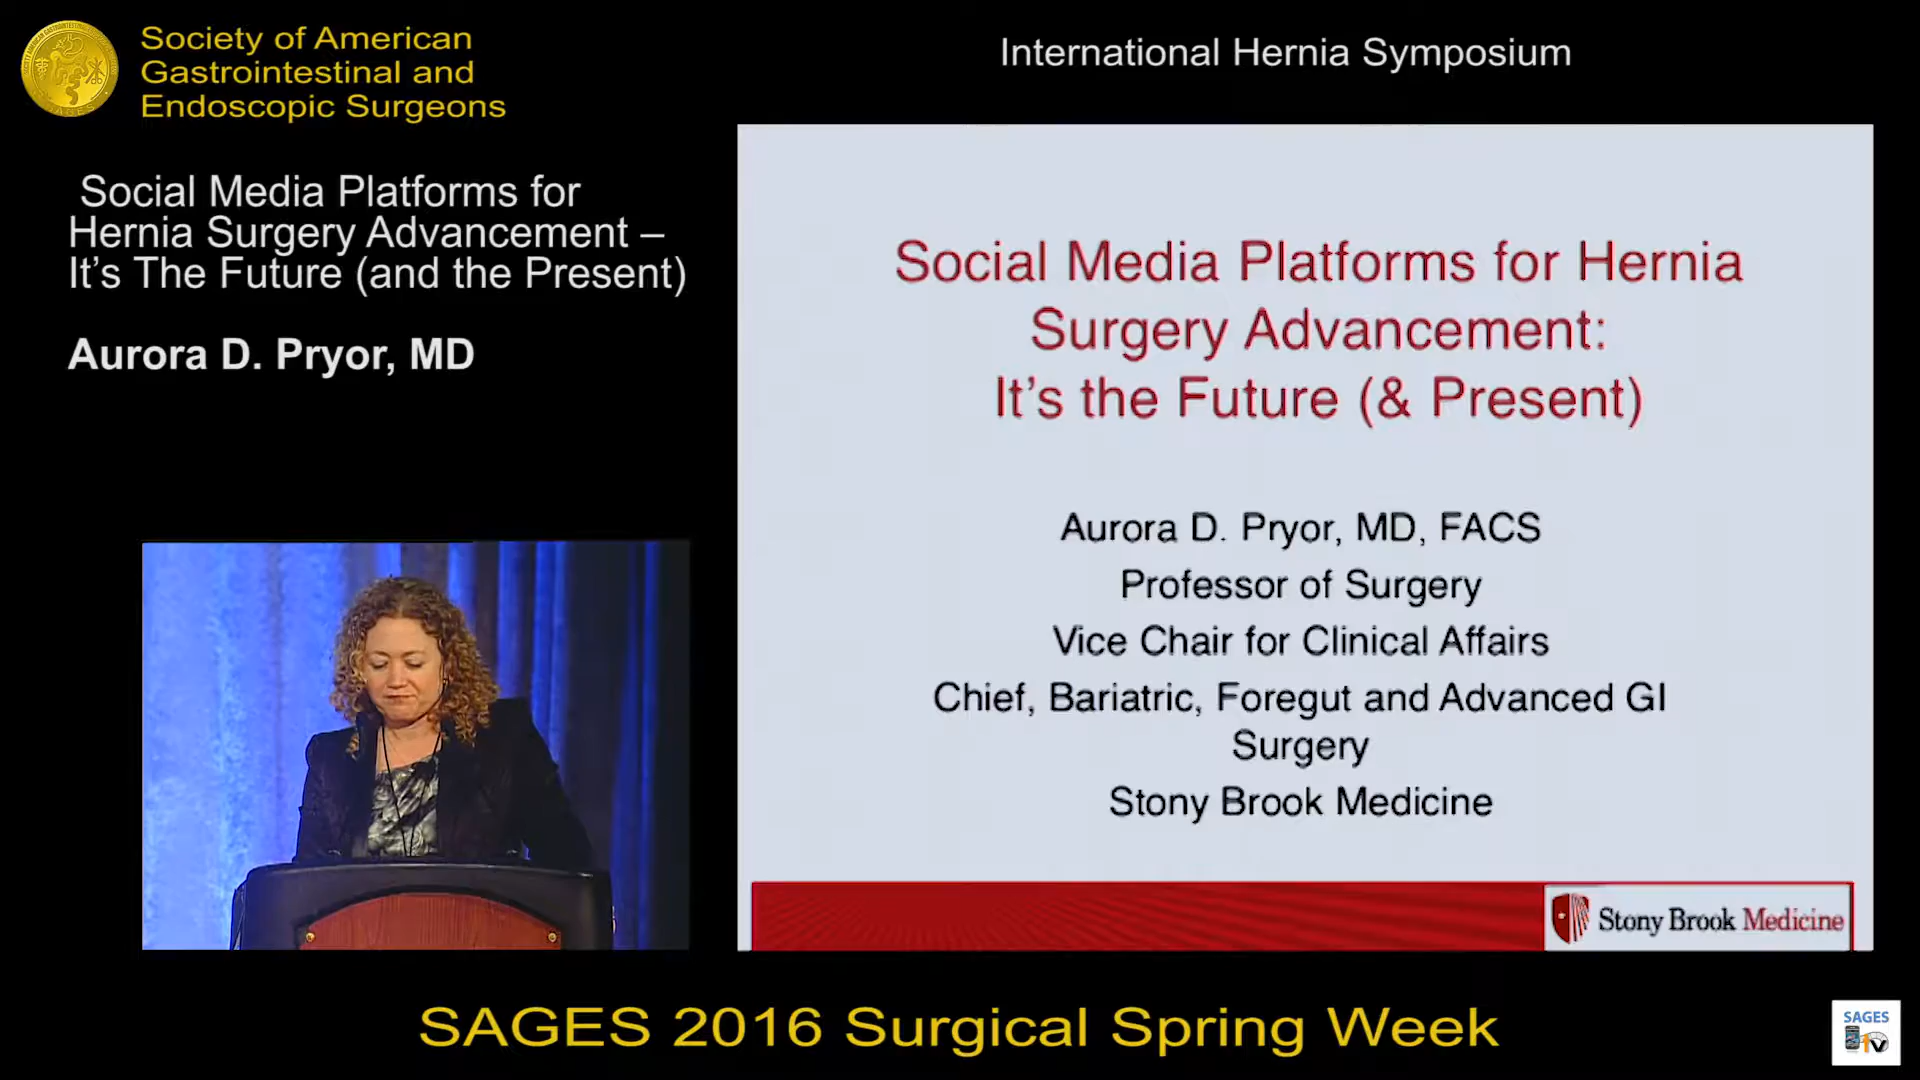 Society of American
Gastrointestinal and
Endoscopic Surgeons
International Hernia Symposium
Social Media Platforms for
Hernia Surgery Advancement –
It’s The Future (and the Present)
Aurora D. Pryor, MD
Social Media Platforms for Hernia
Surgery Advancement:
It’s the Future (& Present)
Aurora D. Pryor, MD, FACS
Professor of Surgery
Vice Chair for Clinical Affairs
Chief, Bariatric, Foregut and Advanced GI
Surgery
Stony Brook Medicine
Stony Brook Medicine
SAGES 2016 Surgical Spring Week
SAGES
TV